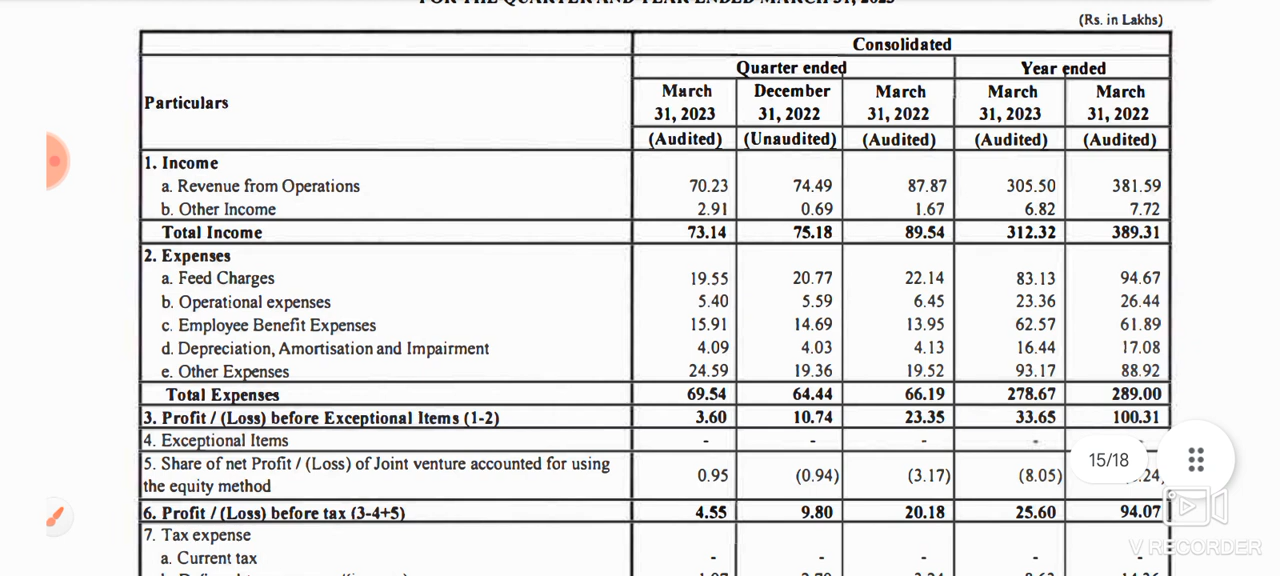 (Rs. in Lakhs)
Consolidated
Quarter ended Year ended
Particulars
March 31, 2023 December 31, 2022 March 31, 2022 March 31, 2023 March 31, 2022
(Audited) (Unaudited) (Audited) (Audited) (Audited)
1. Income
a. Revenue from Operations 70.23 74.49 87.87 305.50 381.59
b. Other Income 2.91 0.69 1.67 6.82 7.72
Total Income 73.14 75.18 89.54 312.32 389.31
2. Expenses
a. Feed Charges 19.55 20.77 22.14 83.13 94.67
b. Operational expenses 5.40 5.59 6.45 23.36 26.44
c. Employee Benefit Expenses 15.91 14.69 13.95 62.57 61.89
d. Depreciation, Amortisation and Impairment 4.09 4.03 4.13 16.44 17.08
e. Other Expenses 24.59 19.36 19.52 93.17 88.92
Total Expenses 69.54 64.44 66.19 278.67 289.00
3. Profit / (Loss) before Exceptional Items (1-2) 3.60 10.74 23.35 33.65 100.31
4. Exceptional Items - - - - -
5. Share of net Profit / (Loss) of Joint venture accounted for using
the equity method 0.95 (0.94) (3.17) (8.05)
6. Profit / (Loss) before tax (3-4+5) 4.55 9.80 20.18 25.60 94.07
7. Tax expense
a. Current tax - - - - -
15/18
V RECORDER